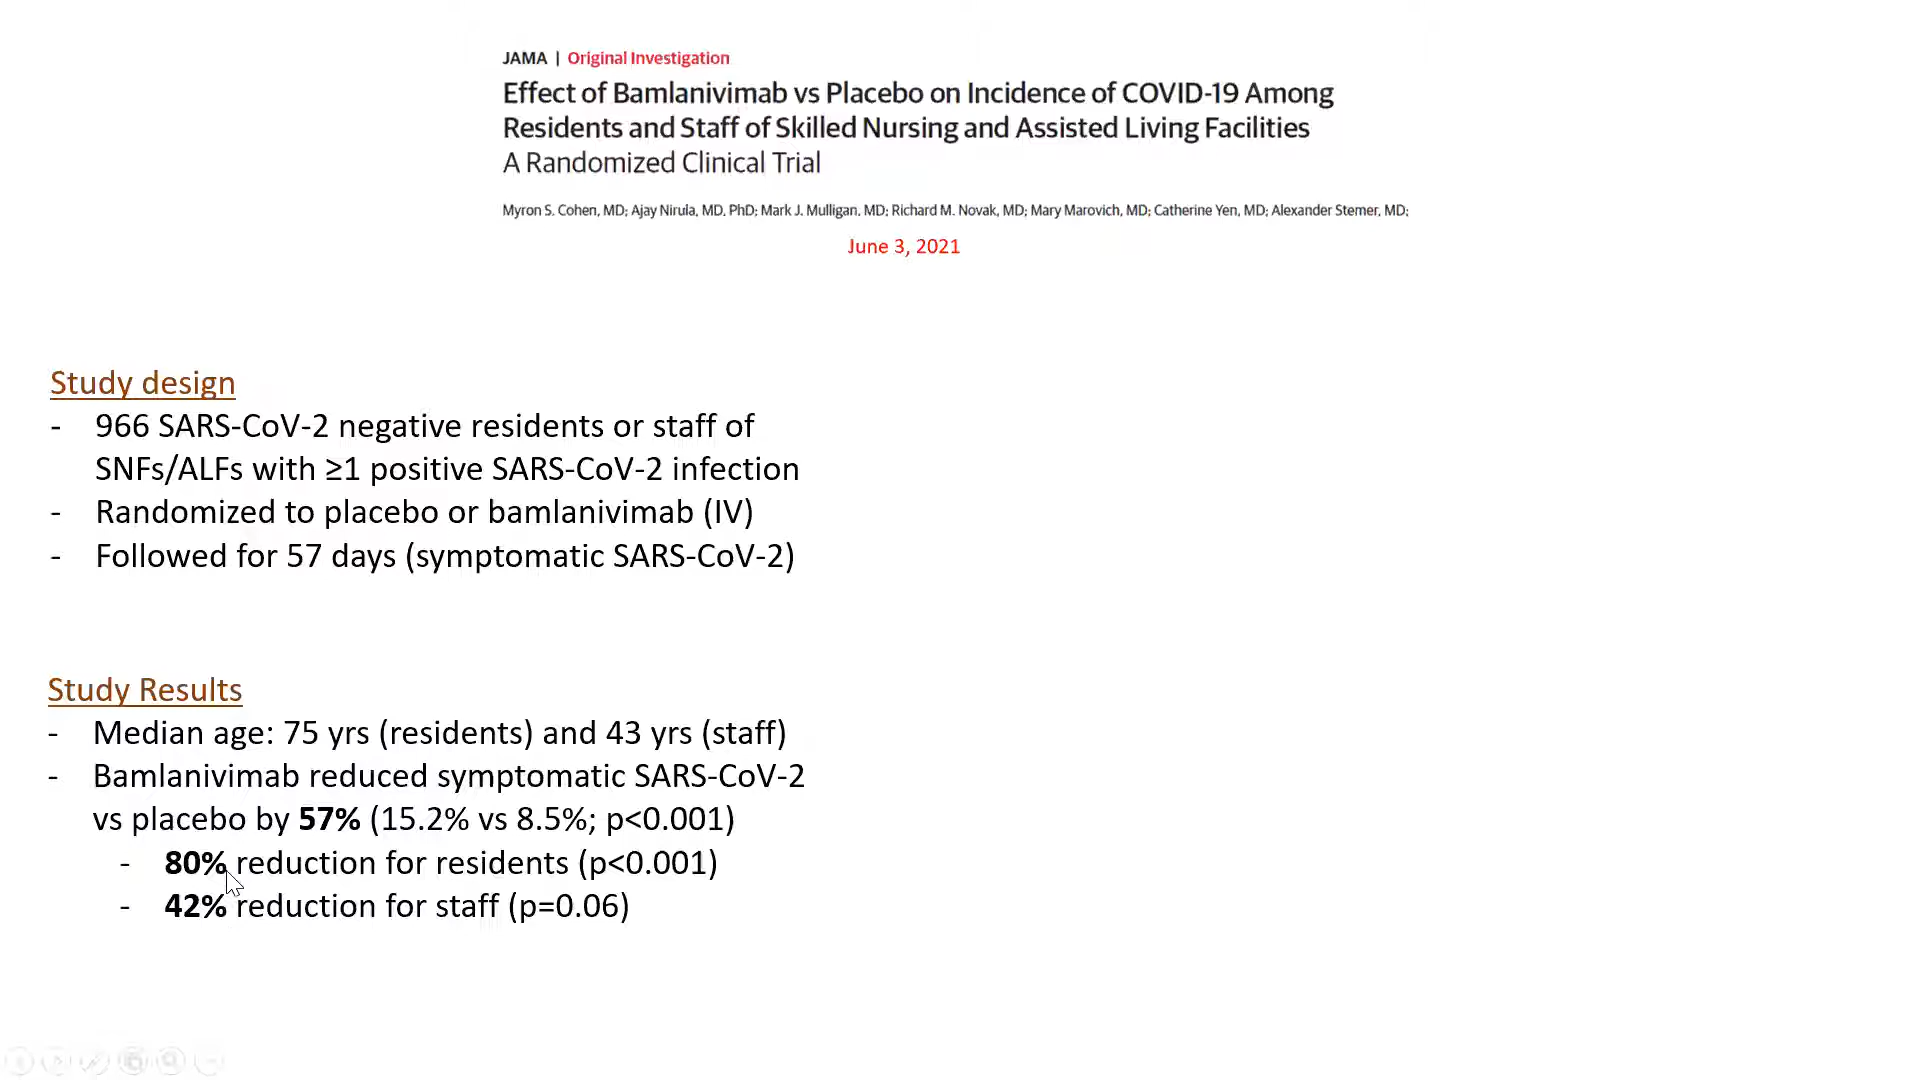 JAMA | Original Investigation
Effect of Bamlanivimab vs Placebo on Incidence of COVID-19 Among
Residents and Staff of Skilled Nursing and Assisted Living Facilities
A Randomized Clinical Trial
Myron S. Cohen, MD; Ajay Nirula, MD, PhD; Mark J. Mulligan, MD; Richard M. Novak, MD; Mary Marovich, MD; Catherine Yen, MD; Alexander Stemer, MD;
June 3, 2021
Study design
- 966 SARS-CoV-2 negative residents or staff of
SNFs/ALFs with ≥1 positive SARS-CoV-2 infection
- Randomized to placebo or bamlanivimab (IV)
- Followed for 57 days (symptomatic SARS-CoV-2)
Study Results
- Median age: 75 yrs (residents) and 43 yrs (staff)
- Bamlanivimab reduced symptomatic SARS-CoV-2
vs placebo by 57% (15.2% vs 8.5%; p<0.001)
- 80% reduction for residents (p<0.001)
- 42% reduction for staff (p=0.06)